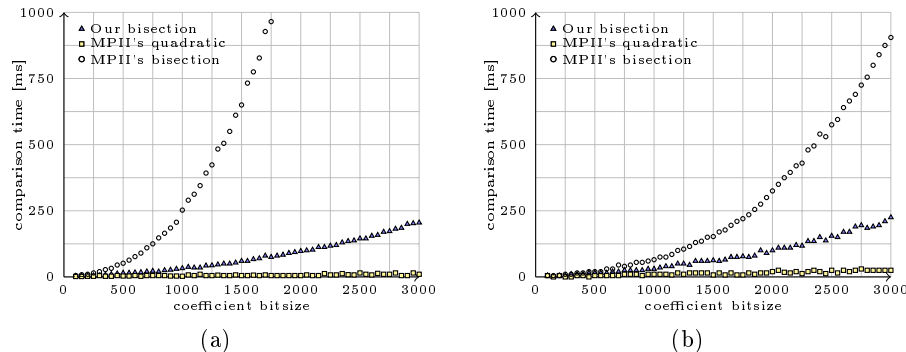 1000
750
500
250
0
comparison time [ms]
Our bisection
MPII's quadratic
MPII's bisection
0 500 1000 1500 2000 2500 3000
coefficient bitsize
(a)
1000
750
500
250
0
comparison time [ms]
Our bisection
MPII's quadratic
MPII's bisection
0 500 1000 1500 2000 2500 3000
coefficient bitsize
(b)